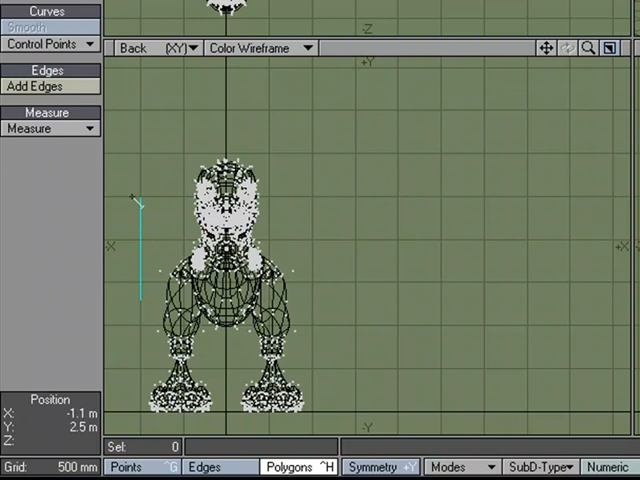 Curves
Smooth
Control Points
Edges
Add Edges
Measure
Measure
Position
X: -1.1 m
Y: 2.5 m
Z:
Grid: 500 mm
-Z
Back (XY) Color Wireframe
+Y
-X +X
-Y
Sel: 0
Points ^G Edges Polygons ^H Symmetry +Y Modes SubD-Type Numeric